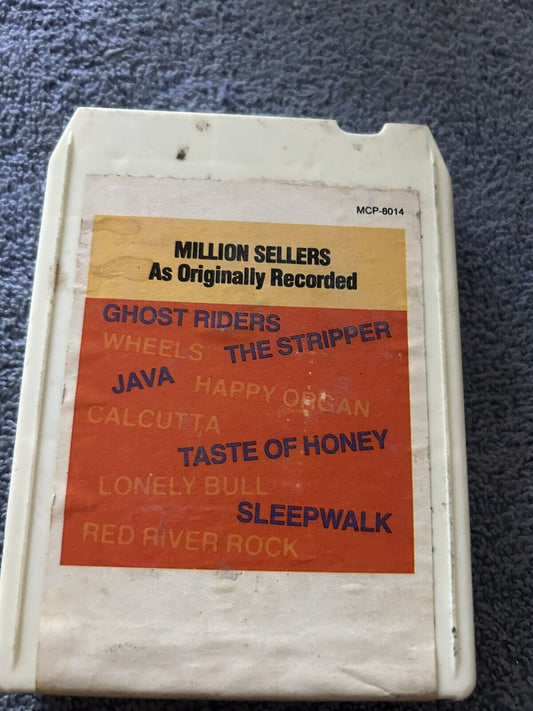 MCP-8014
MILLION SELLERS
As Originally Recorded
GHOST RIDERS
WHEELS THE STRIPPER
JAVA HAPPY ORGAN
CALCUTTA
TASTE OF HONEY
LONELY BULL
SLEEPWALK
RED RIVER ROCK